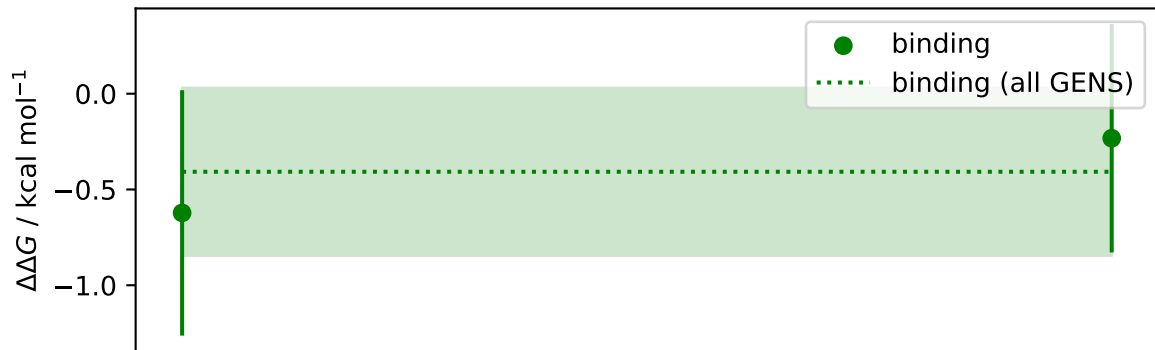 binding
binding (all GENS)
0.0
−0.5
−1.0
ΔΔG / kcal mol⁻¹